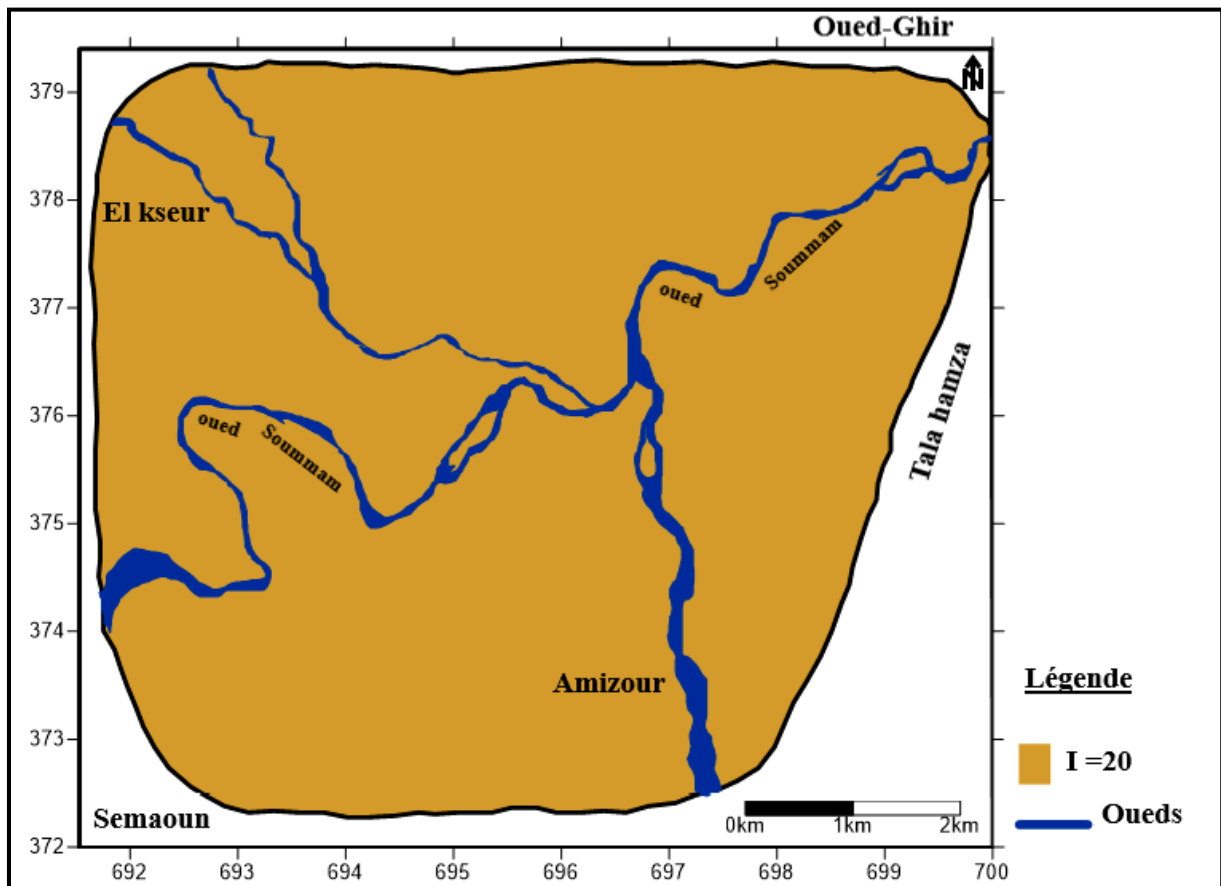 Oued-Ghir
N
379
378
377
376
375
374
373
372
El kseur
Soummam
oued
oued
Soummam
Tala hamza
Amizour
Semaoun
0km 1km 2km
692 693 694 695 696 697 698 699 700
Légende
I =20
Oueds